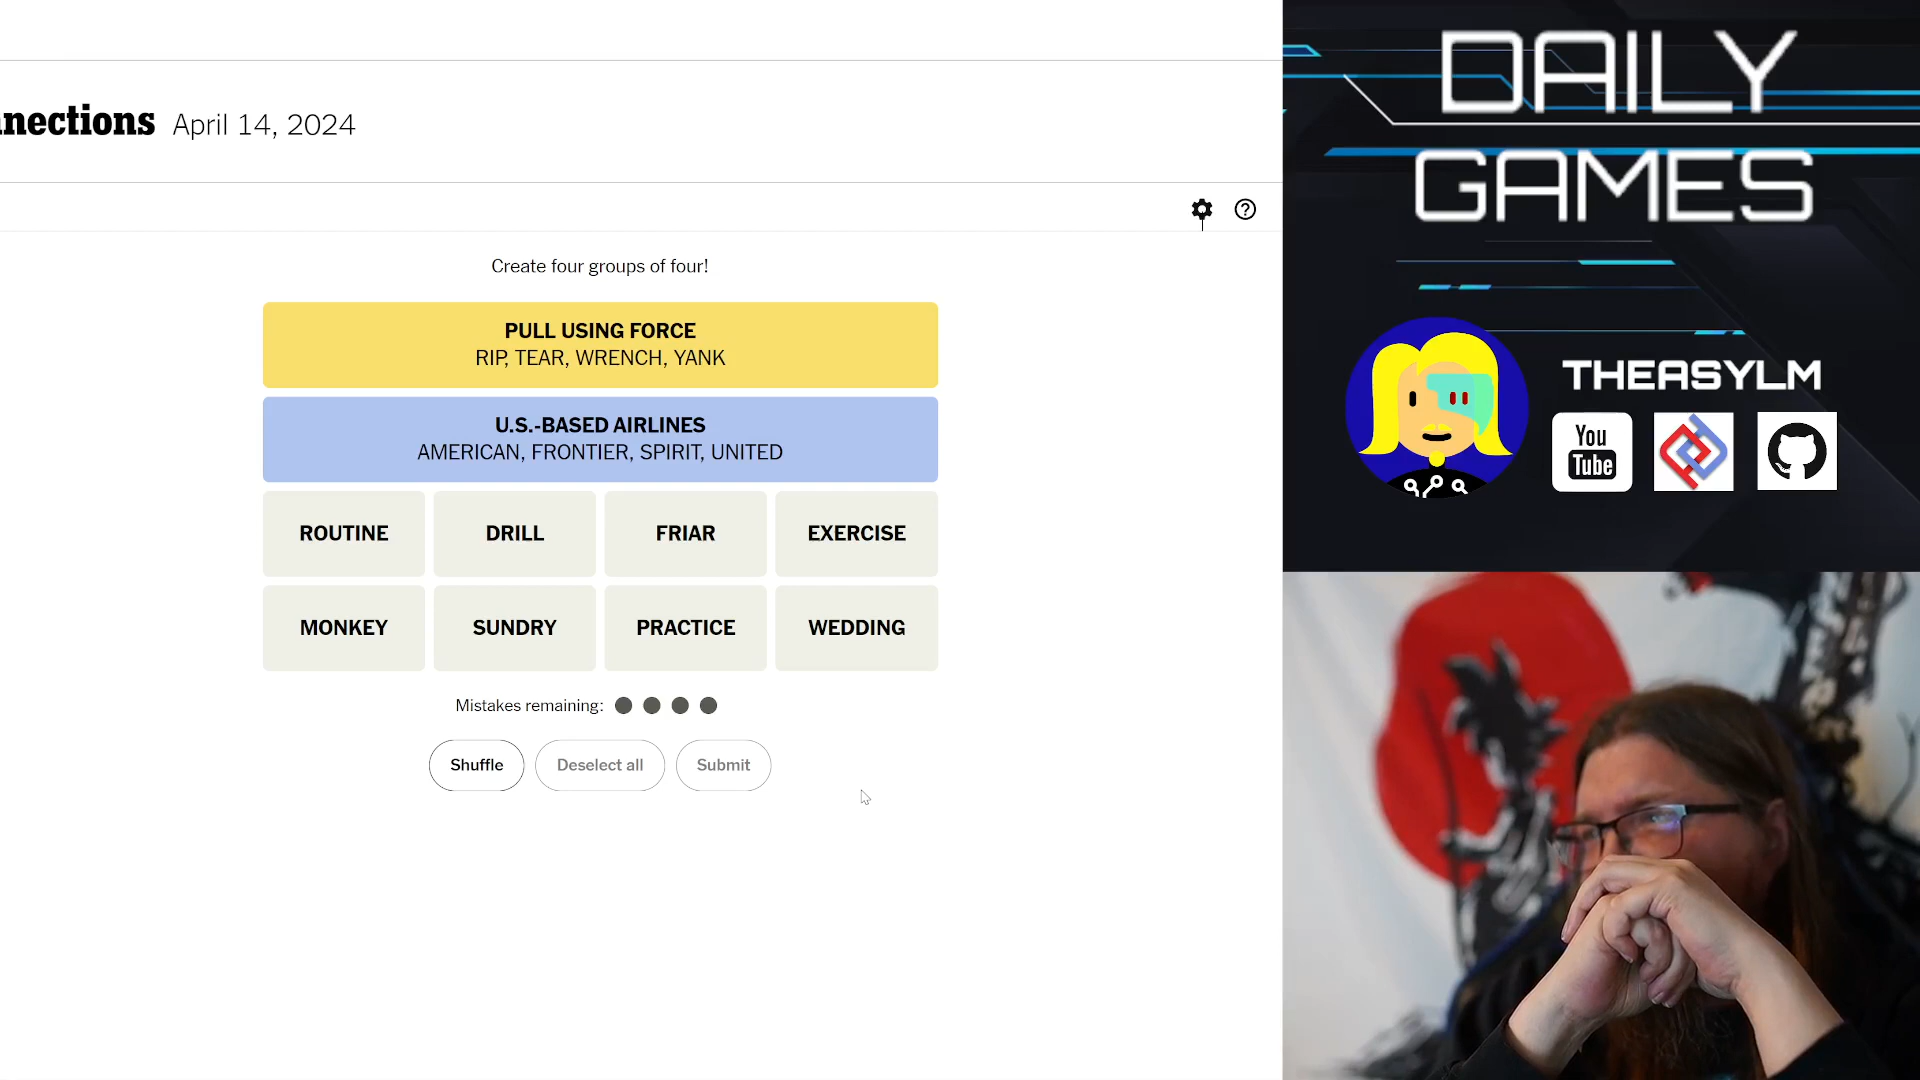 nnections April 14, 2024
Create four groups of four!
PULL USING FORCE
RIP, TEAR, WRENCH, YANK
U.S.-BASED AIRLINES
AMERICAN, FRONTIER, SPIRIT, UNITED
ROUTINE DRILL FRIAR EXERCISE
MONKEY SUNDRY PRACTICE WEDDING
Mistakes remaining:
Shuffle Deselect all Submit
DAILY
GAMES
THEASYLM
You
Tube